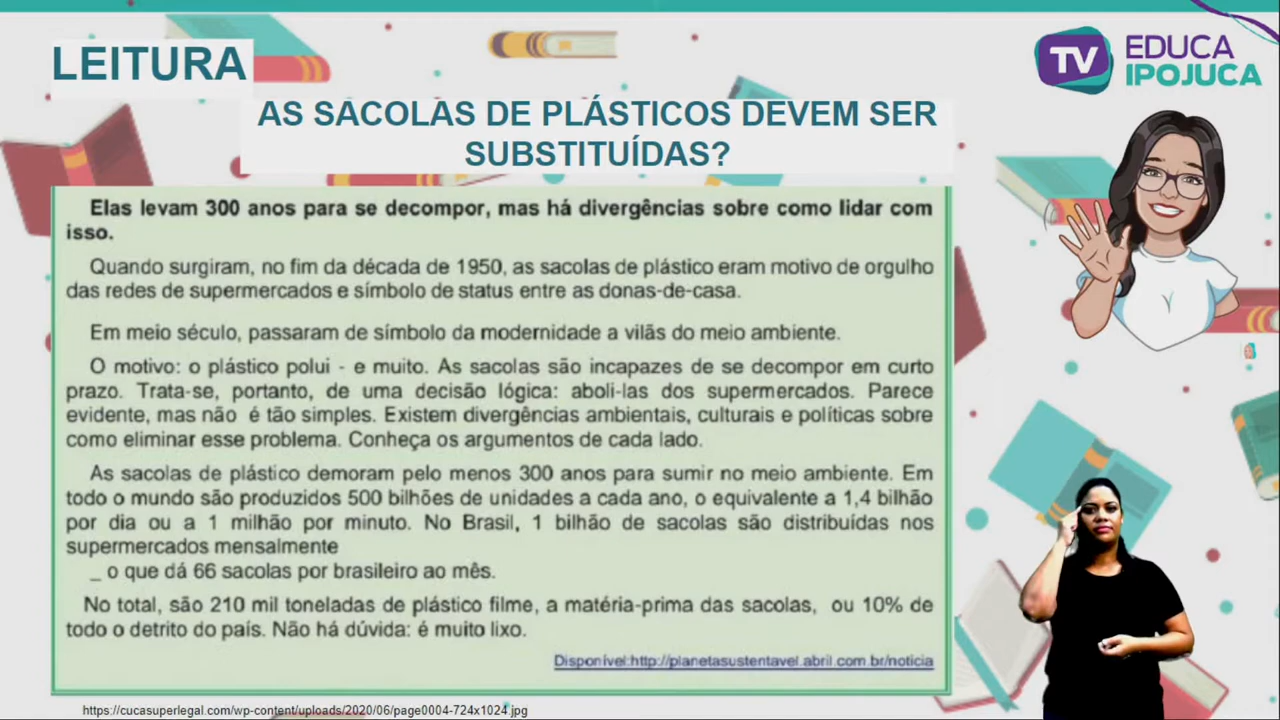 LEITURA
TV EDUCA
IPOJUCA
AS SACOLAS DE PLÁSTICOS DEVEM SER
SUBSTITUÍDAS?
Elas levam 300 anos para se decompor, mas há divergências sobre como lidar com
isso.
Quando surgiram, no fim da década de 1950, as sacolas de plástico eram motivo de orgulho
das redes de supermercados e símbolo de status entre as donas-de-casa.
Em meio século, passaram de símbolo da modernidade a vilãs do meio ambiente.
O motivo: o plástico polui - e muito. As sacolas são incapazes de se decompor em curto
prazo. Trata-se, portanto, de uma decisão lógica: aboli-las dos supermercados. Parece
evidente, mas não é tão simples. Existem divergências ambientais, culturais e políticas sobre
como eliminar esse problema. Conheça os argumentos de cada lado.
As sacolas de plástico demoram pelo menos 300 anos para sumir no meio ambiente. Em
todo o mundo são produzidos 500 bilhões de unidades a cada ano, o equivalente a 1,4 bilhão
por dia ou a 1 milhão por minuto. No Brasil, 1 bilhão de sacolas são distribuídas nos
supermercados mensalmente
_ o que dá 66 sacolas por brasileiro ao mês.
No total, são 210 mil toneladas de plástico filme, a matéria-prima das sacolas, ou 10% de
todo o detrito do país. Não há dúvida: é muito lixo.
Disponível:http://planetasustentavel.abril.com.br/noticia
https://cucasuperlegal.com/wp-content/uploads/2020/06/page0004-724x1024.jpg